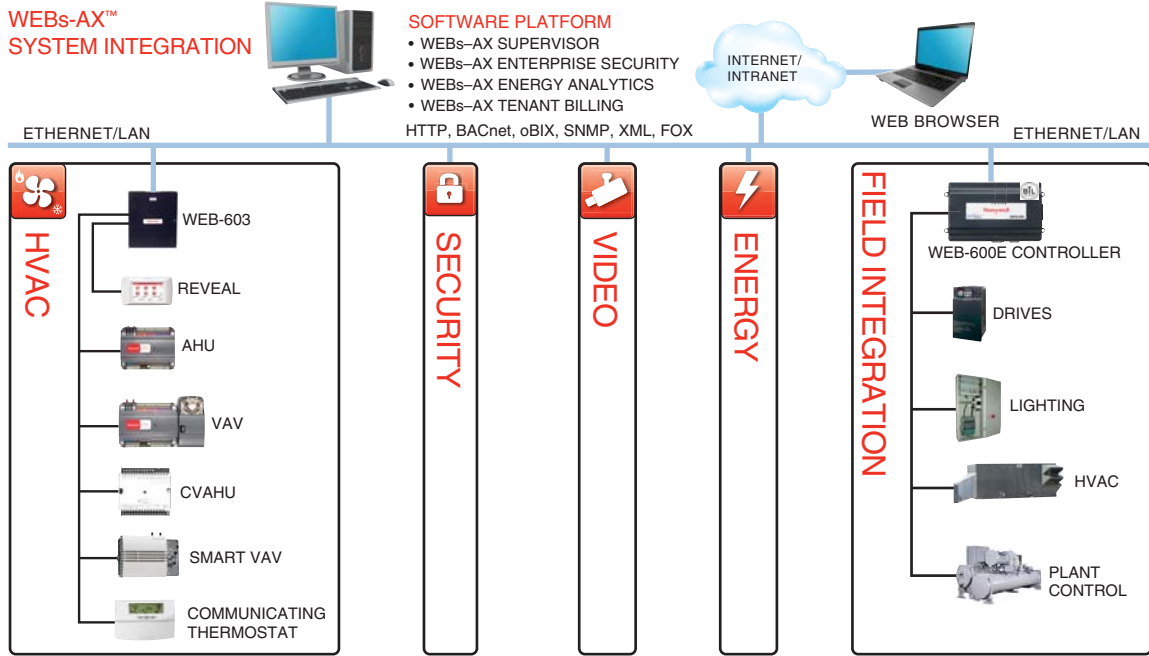 WEBs-AX™
SYSTEM INTEGRATION
SOFTWARE PLATFORM
• WEBs–AX SUPERVISOR
• WEBs–AX ENTERPRISE SECURITY
• WEBs–AX ENERGY ANALYTICS
• WEBs–AX TENANT BILLING
HTTP, BACnet, oBIX, SNMP, XML, FOX
INTERNET/
INTRANET
WEB BROWSER
ETHERNET/LAN
ETHERNET/LAN
HVAC
WEB-603
REVEAL
AHU
VAV
CVAHU
SMART VAV
COMMUNICATING
THERMOSTAT
SECURITY
VIDEO
ENERGY
FIELD INTEGRATION
BTL
Honeywell
WEB-600E CONTROLLER
DRIVES
LIGHTING
HVAC
PLANT
CONTROL